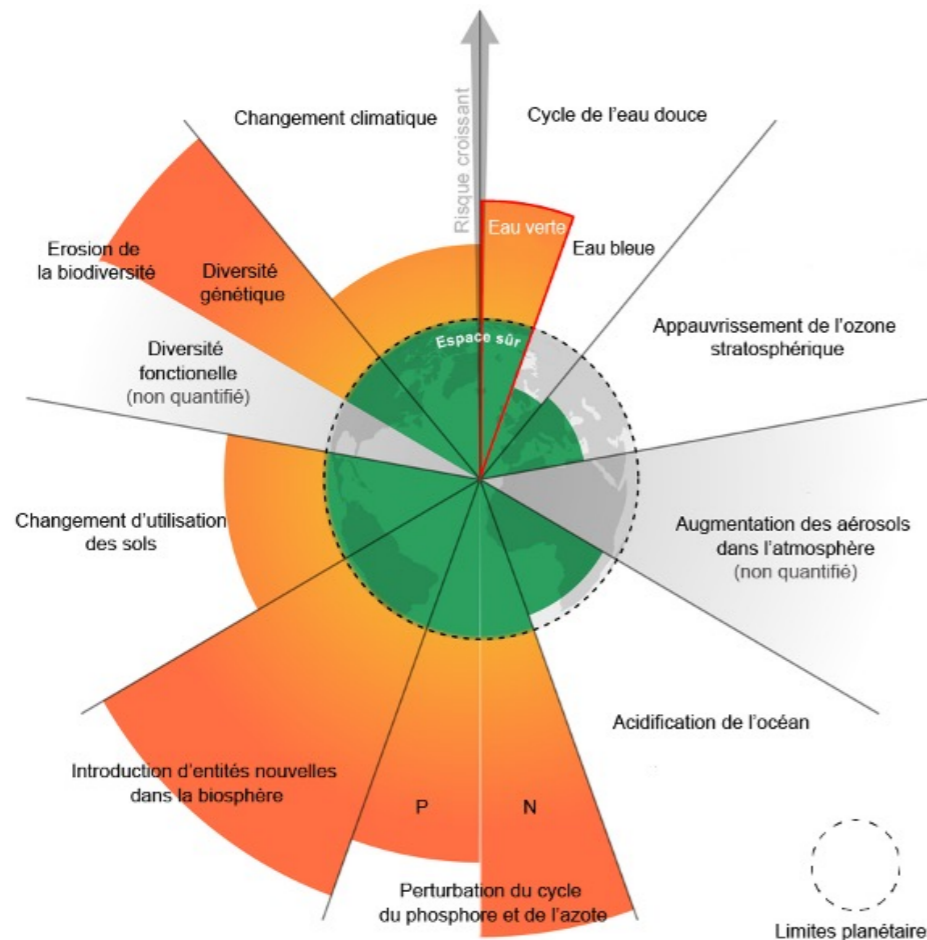 Changement climatique
Cycle de l'eau douce
Risque croissant
Eau verte
Eau bleue
Erosion de
la biodiversité
Diversité
génétique
Espace sûr
Appauvrissement de l'ozone
stratosphérique
Diversité
fonctionelle
(non quantifié)
Changement d'utilisation
des sols
Augmentation des aérosols
dans l'atmosphère
(non quantifié)
Acidification de l'océan
Introduction d'entités nouvelles
dans la biosphère
P
N
Perturbation du cycle
du phosphore et de l'azote
Limites planétaire